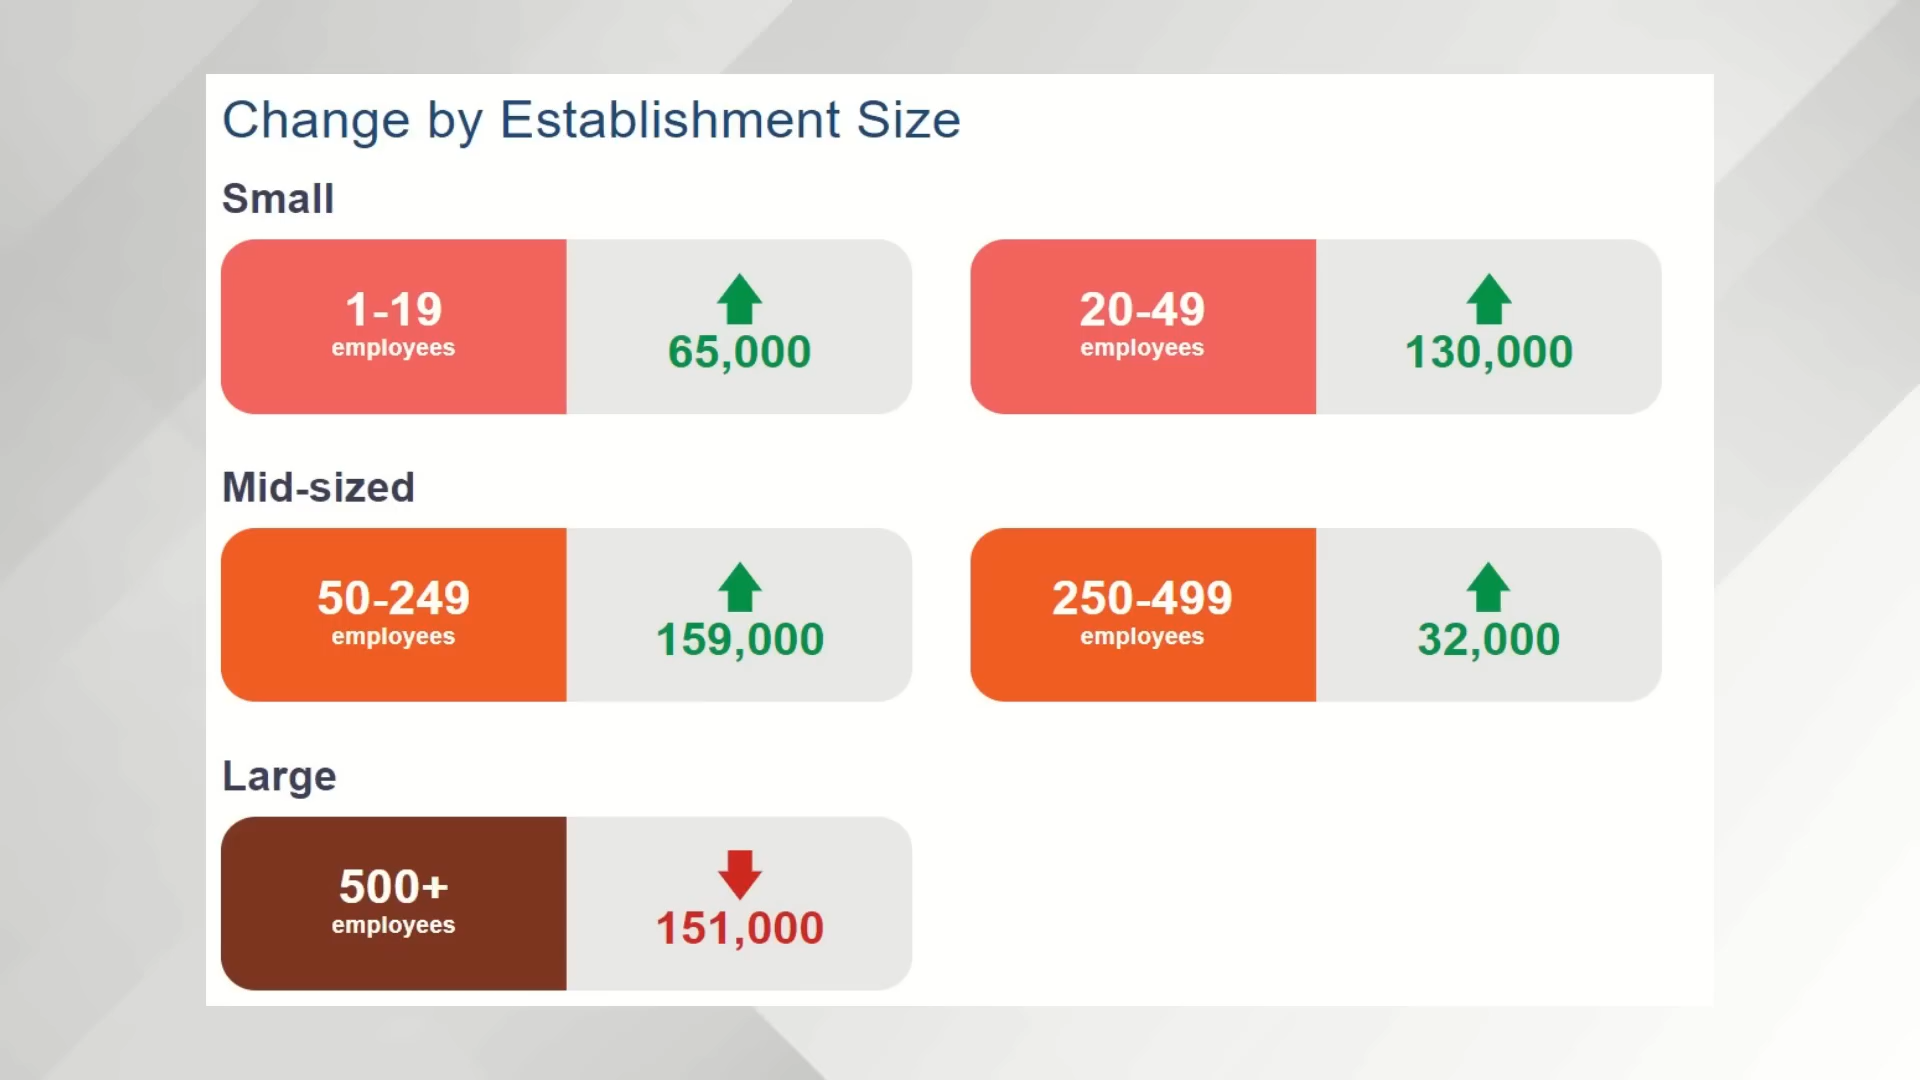 Change by Establishment Size
Small
1-19
employees
65,000
20-49
employees
130,000
Mid-sized
50-249
employees
159,000
250-499
employees
32,000
Large
500+
employees
151,000